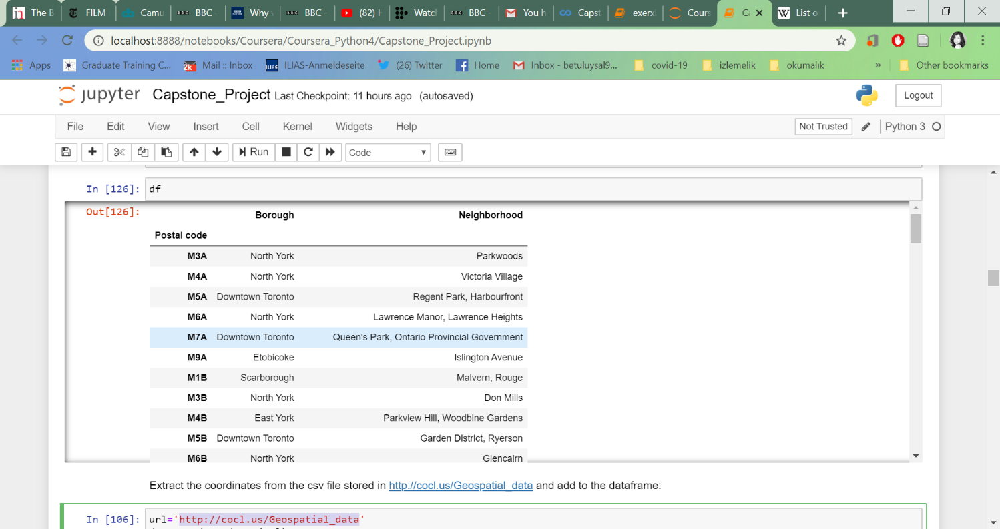 The B FILM Camu BBC - Why BBC - (82) Watch BBC - You h Capst exerxi Cours Ca List o
localhost:8888/notebooks/Coursera/Coursera_Python4/Capstone_Project.ipynb
Apps Graduate Training C... Mail :: Inbox ILIAS-Anmeldeseite (26) Twitter Home Inbox - betuluysal9... covid-19 izlemelik okumalık » Other bookmarks
jupyter Capstone_Project Last Checkpoint: 11 hours ago (autosaved) Logout
File Edit View Insert Cell Kernel Widgets Help Not Trusted Python 3
Run Code
In [126]: df
Out[126]: Borough Neighborhood
Postal code
M3A North York Parkwoods
M4A North York Victoria Village
M5A Downtown Toronto Regent Park, Harbourfront
M6A North York Lawrence Manor, Lawrence Heights
M7A Downtown Toronto Queen's Park, Ontario Provincial Government
M9A Etobicoke Islington Avenue
M1B Scarborough Malvern, Rouge
M3B North York Don Mills
M4B East York Parkview Hill, Woodbine Gardens
M5B Downtown Toronto Garden District, Ryerson
M6B North York Glencairn
Extract the coordinates from the csv file stored in http://cocl.us/Geospatial_data and add to the dataframe:
In [106]: url='http://cocl.us/Geospatial_data'